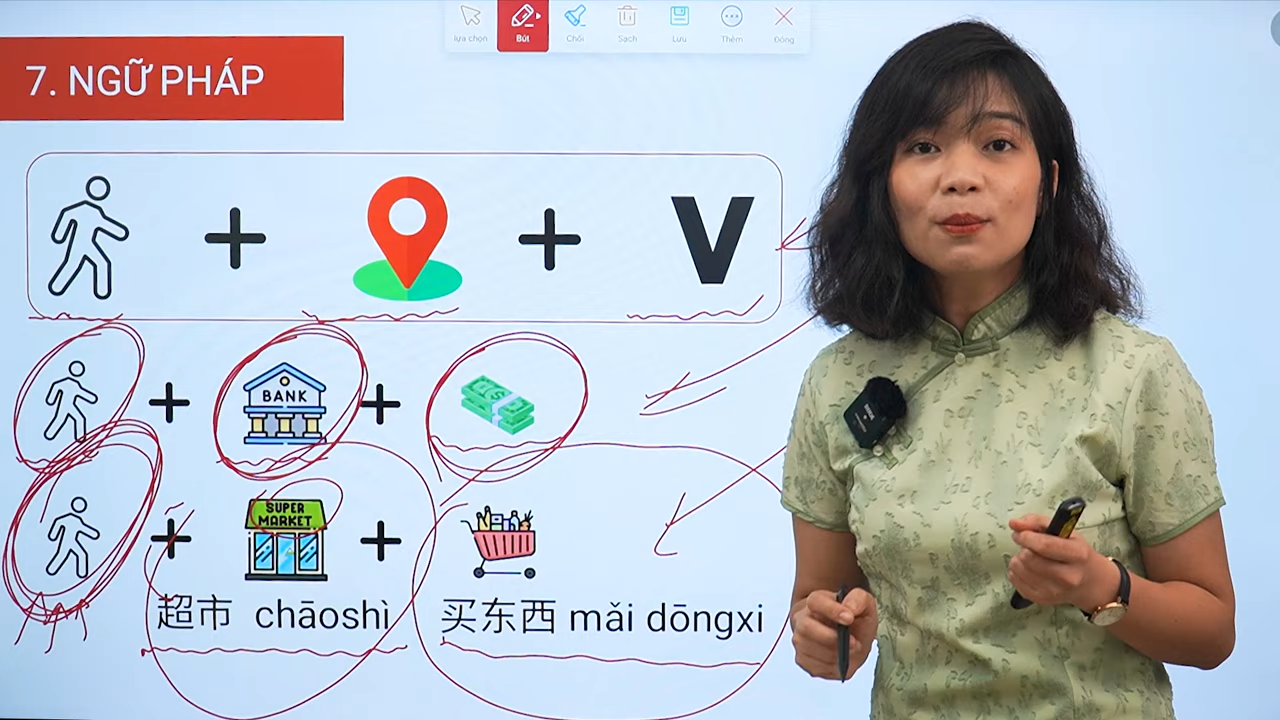 lựa chọn Bút Chổi Sạch Lưu Thêm Đóng
7. NGỮ PHÁP
+ + V
+ BANK +
+ SUPER MARKET +
超市 chāoshì 买东西 mǎi dōngxi